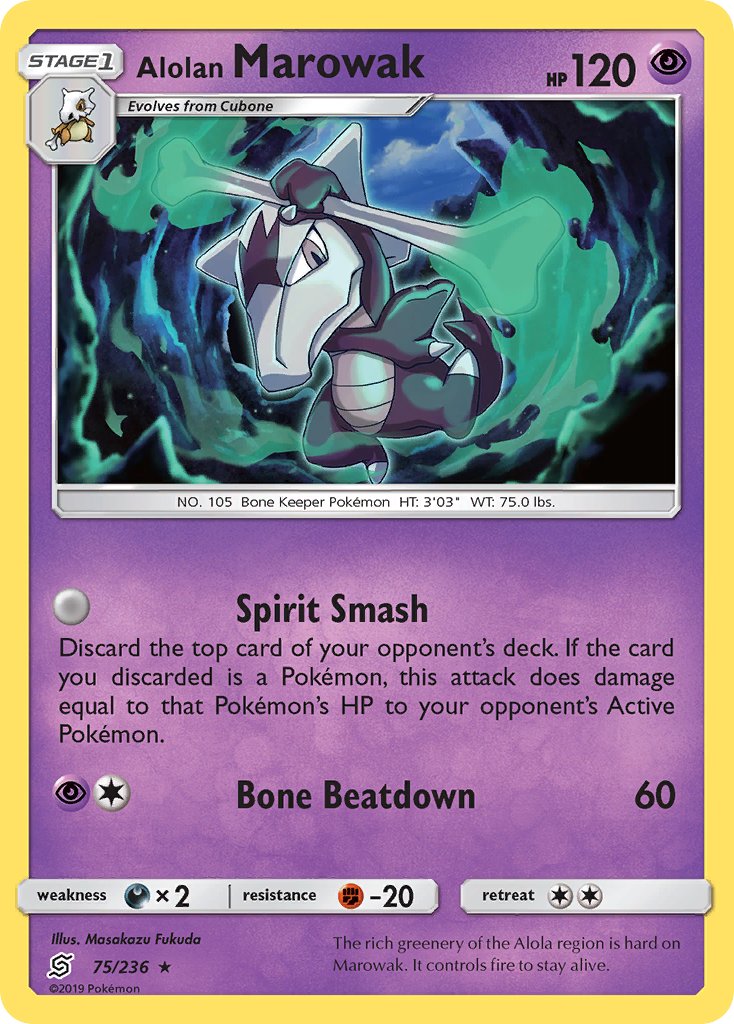 STAGE1
Alolan Marowak
HP 120
Evolves from Cubone
NO. 105 Bone Keeper Pokémon HT: 3'03" WT: 75.0 lbs.
Spirit Smash
Discard the top card of your opponent's deck. If the card
you discarded is a Pokémon, this attack does damage
equal to that Pokémon's HP to your opponent's Active
Pokémon.
Bone Beatdown 60
weakness ×2 resistance -20 retreat
Illus. Masakazu Fukuda
75/236 ★
©2019 Pokémon
The rich greenery of the Alola region is hard on
Marowak. It controls fire to stay alive.